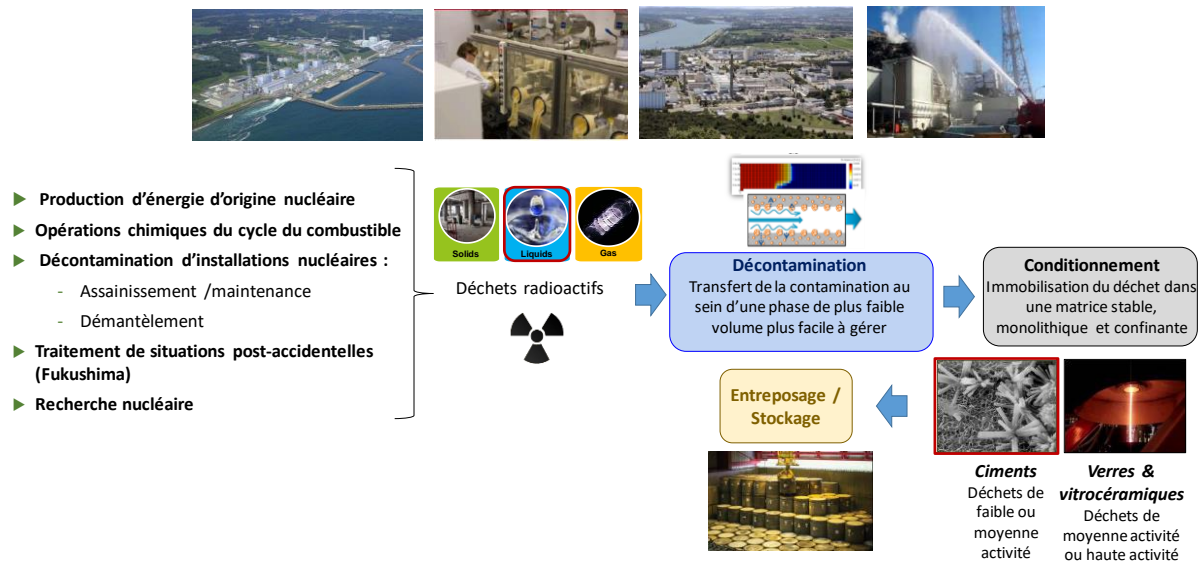 Production d'énergie d'origine nucléaire
Opérations chimiques du cycle du combustible
Décontamination d'installations nucléaires :
- Assainissement /maintenance
- Démantèlement
Traitement de situations post-accidentelles
(Fukushima)
Recherche nucléaire
Solids
Liquids
Gas
Déchets radioactifs
Décontamination
Transfert de la contamination au
sein d'une phase de plus faible
volume plus facile à gérer
Conditionnement
Immobilisation du déchet dans
une matrice stable,
monolithique et confinante
Entreposage /
Stockage
Ciments
Déchets de
faible ou
moyenne
activité
Verres &
vitrocéramiques
Déchets de
moyenne activité
ou haute activité